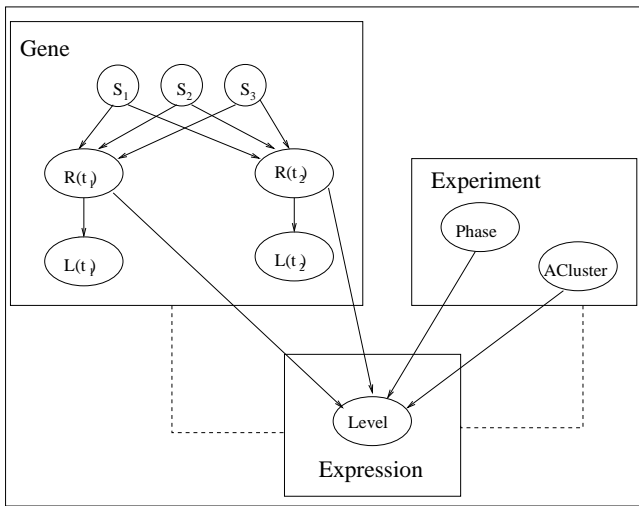 Gene
S1 S2 S3
R(t1) R(t2)
Experiment
Phase
L(t1) L(t2)
ACluster
Level
Expression